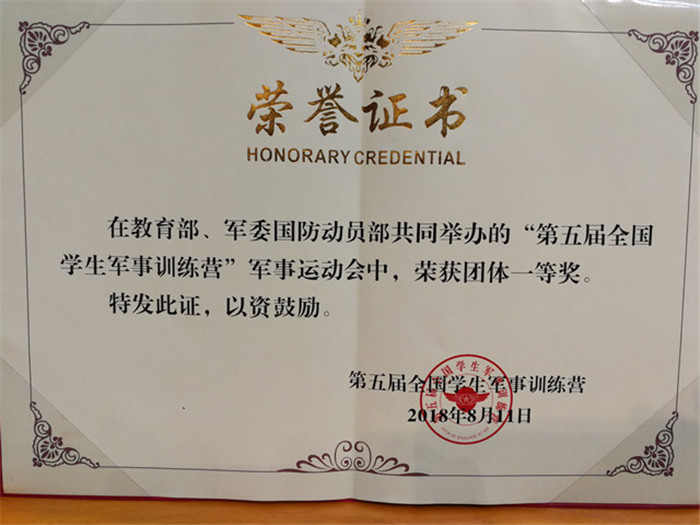 荣誉证书
HONORARY CREDENTIAL
在教育部、军委国防动员部共同举办的“第五届全国
学生军事训练营”军事运动会中，荣获团体一等奖。
特发此证，以资鼓励。
第五届全国学生军事训练营
2018年8月11日